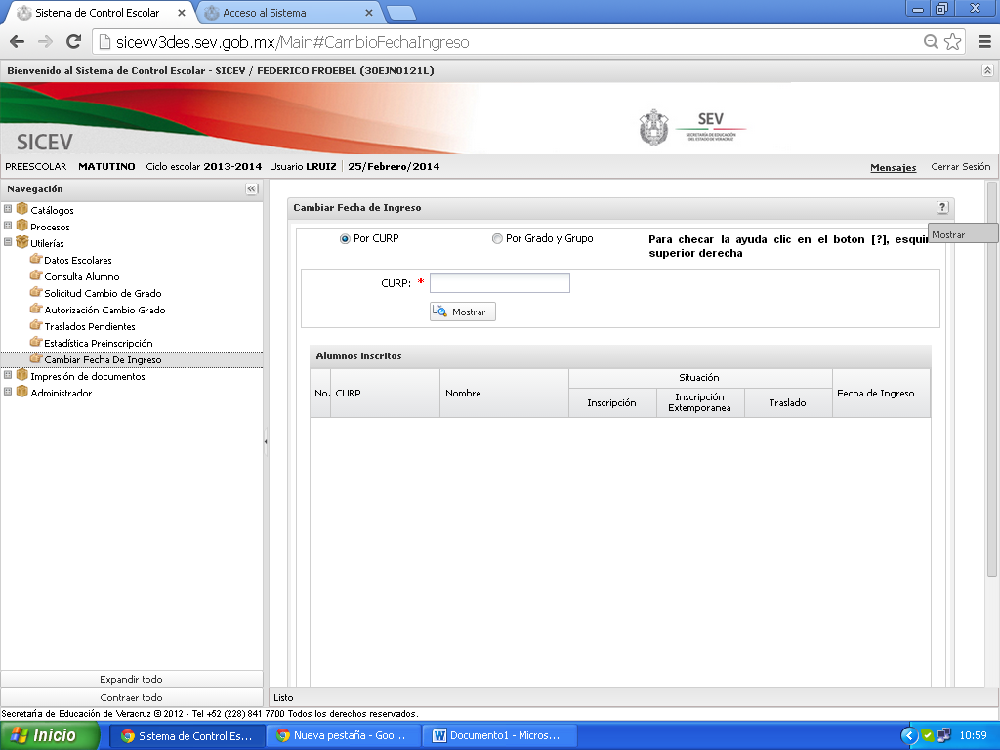 Sistema de Control Escolar
Acceso al Sistema
sicevv3des.sev.gob.mx/Main#CambioFechaIngreso
Bienvenido al Sistema de Control Escolar - SICEV / FEDERICO FROEBEL (30EJN0121L)
SICEV
SEV
SECRETARÍA DE EDUCACIÓN
DEL ESTADO DE VERACRUZ
PREESCOLAR MATUTINO Ciclo escolar 2013-2014 Usuario LRUIZ 25/Febrero/2014 Mensajes Cerrar Sesión
Navegación
Catálogos
Procesos
Utilerías
Datos Escolares
Consulta Alumno
Solicitud Cambio de Grado
Autorización Cambio Grado
Traslados Pendientes
Estadística Preinscripción
Cambiar Fecha De Ingreso
Impresión de documentos
Administrador
Expandir todo
Contraer todo
Cambiar Fecha de Ingreso ?
Por CURP Por Grado y Grupo
Para checar la ayuda clic en el boton [?], esquin
superior derecha
Mostrar
CURP: *
Mostrar
Alumnos inscritos
No. CURP Nombre Situación Fecha de Ingreso
Inscripción Inscripción Extemporanea Traslado
Listo
Secretaría de Educación de Veracruz © 2012 - Tel +52 (228) 841 7700 Todos los derechos reservados.
Inicio Sistema de Control Es... Nueva pestaña - Goo... Documento1 - Micros... 10:59